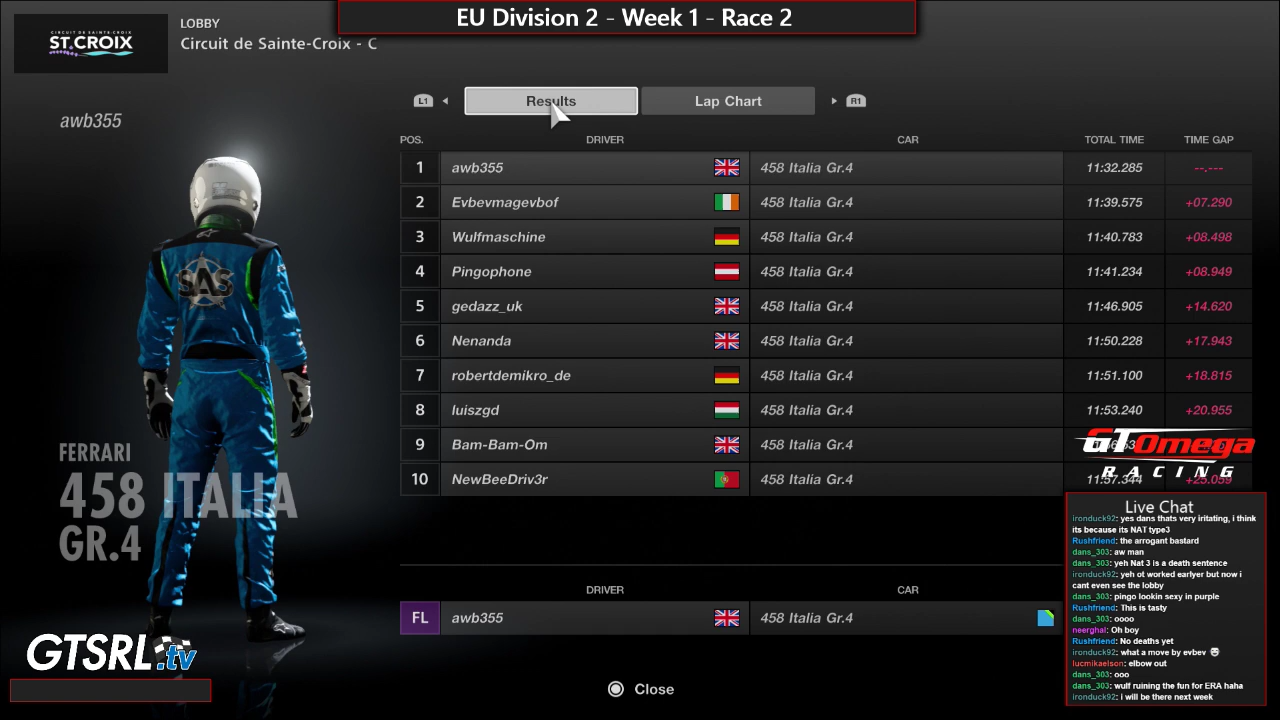 EU Division 2 - Week 1 - Race 2
CIRCUIT DE SAINTE-CROIX
ST.CROIX
LOBBY
Circuit de Sainte-Croix - C
awb355
L1 Results Lap Chart R1
POS. DRIVER CAR TOTAL TIME TIME GAP
1 awb355 458 Italia Gr.4 11:32.285 --.---
2 Evbevmagevbof 458 Italia Gr.4 11:39.575 +07.290
3 Wulfmaschine 458 Italia Gr.4 11:40.783 +08.498
4 Pingophone 458 Italia Gr.4 11:41.234 +08.949
5 gedazz_uk 458 Italia Gr.4 11:46.905 +14.620
6 Nenanda 458 Italia Gr.4 11:50.228 +17.943
7 robertdemikro_de 458 Italia Gr.4 11:51.100 +18.815
8 luiszgd 458 Italia Gr.4 11:53.240 +20.955
9 Bam-Bam-Om 458 Italia Gr.4
10 NewBeeDriv3r 458 Italia Gr.4 11:57.344 +25.059
GT Omega
RACING
SAS
FERRARI
458 ITALIA
GR.4
DRIVER CAR
FL awb355 458 Italia Gr.4
GTSRL.tv
Close
Live Chat
ironduck92: yes dans thats very irritating, i think
its because its NAT type3
Rushfriend: the arrogant bastard
dans_303: aw man
dans_303: yeh Nat 3 is a death sentence
ironduck92: yeh ot worked earlyer but now i
cant even see the lobby
dans_303: pingo lookin sexy in purple
Rushfriend: This is tasty
dans_303: oooo
neerghal: Oh boy
Rushfriend: No deaths yet
ironduck92: what a move by evbev
lucmikaelson: elbow out
dans_303: ooo
dans_303: wulf ruining the fun for ERA haha
ironduck92: i will be there next week